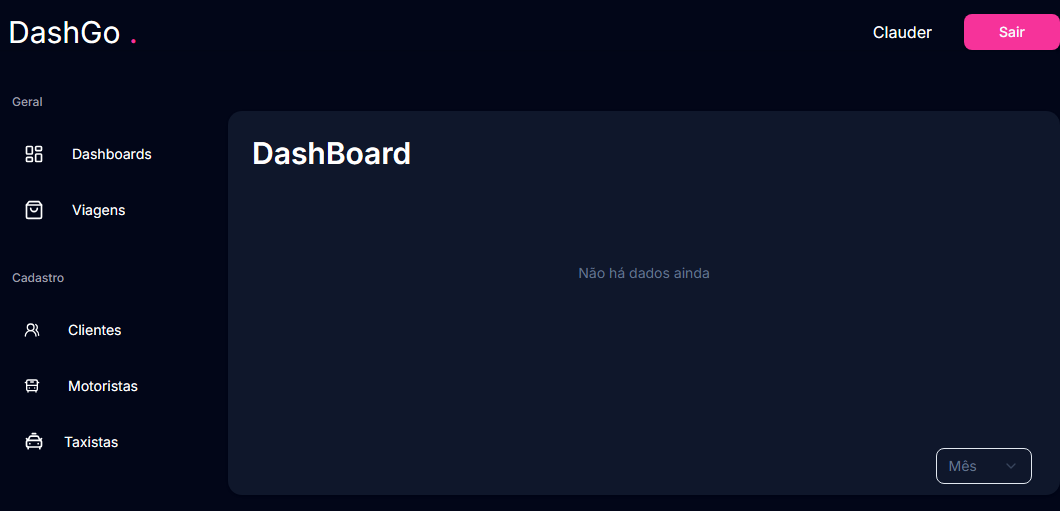 DashGo .
Clauder
Sair
Geral
Dashboards
Viagens
Cadastro
Clientes
Motoristas
Taxistas
DashBoard
Não há dados ainda
Mês